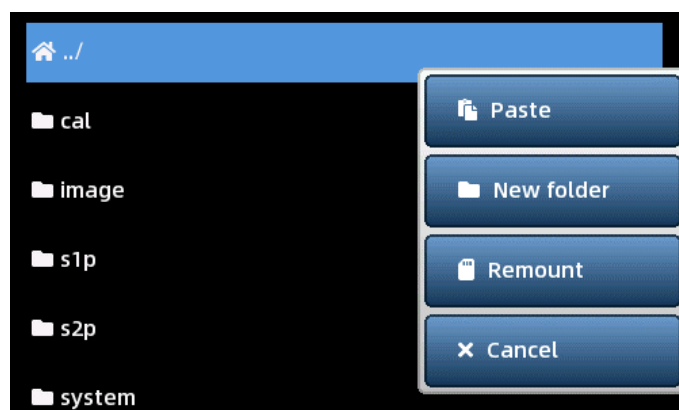 ../
cal
image
s1p
s2p
system
Paste
New folder
Remount
Cancel